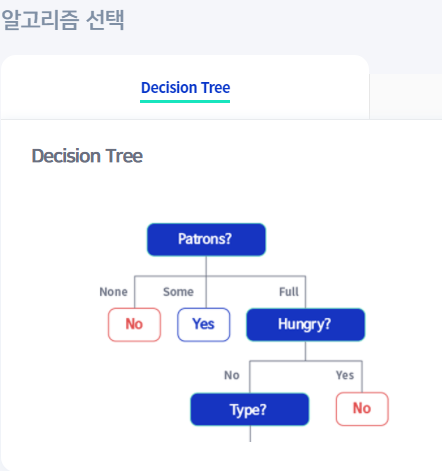 알고리즘 선택
Decision Tree
Decision Tree
Patrons?
None Some Full
No Yes Hungry?
No Yes
Type? No